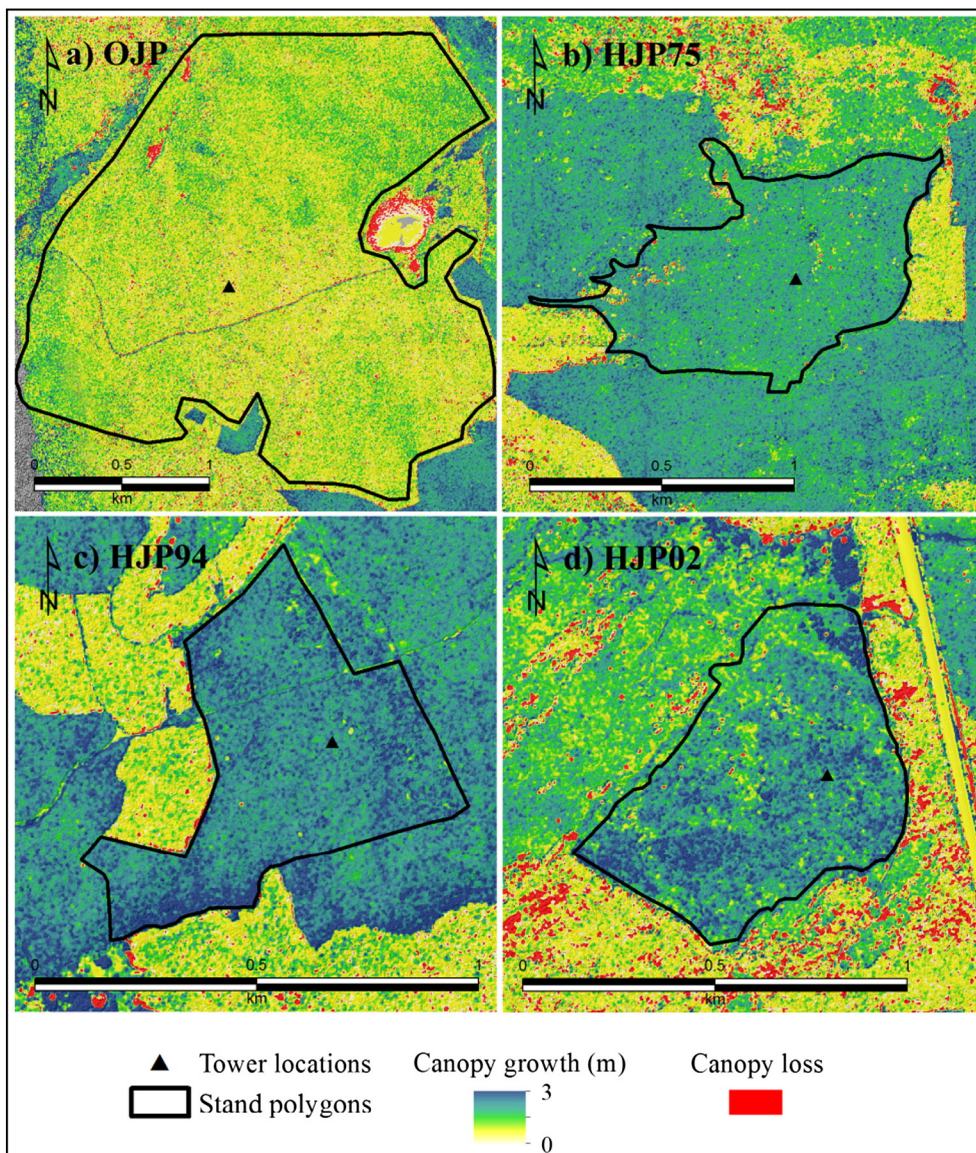 a) OJP
N
0 0.5 1
km
b) HJP75
N
0 0.5 1
km
c) HJP94
N
0 0.5 1
km
d) HJP02
N
0 0.5 1
km
Tower locations
Stand polygons
Canopy growth (m)
3
0
Canopy loss